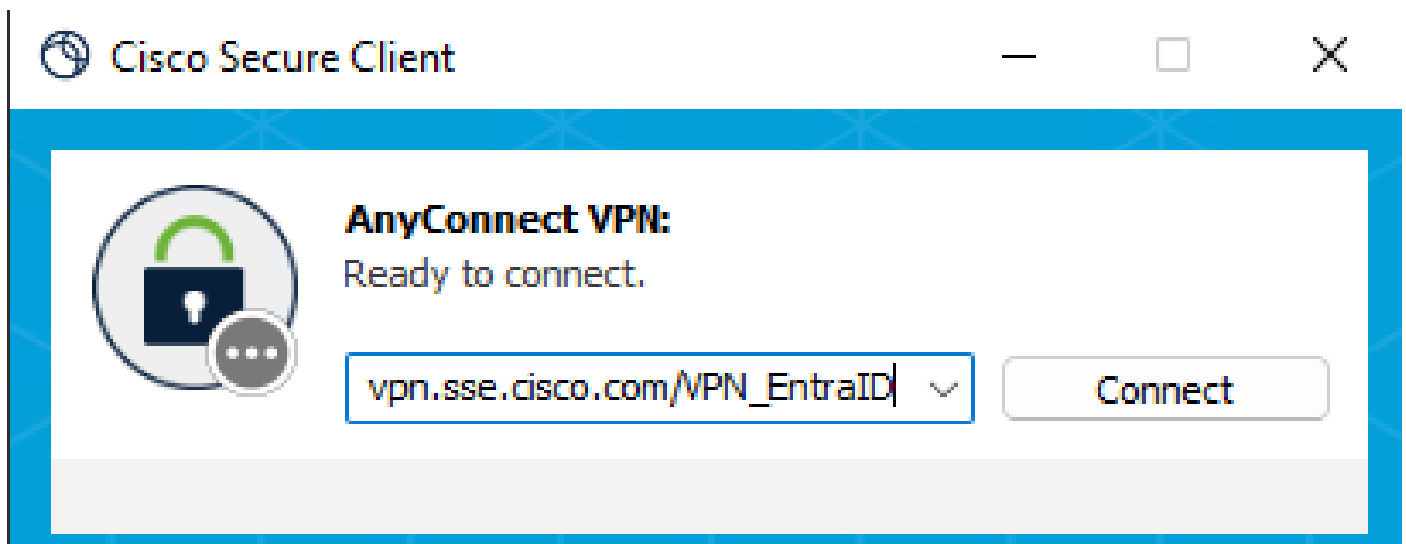 Cisco Secure Client
AnyConnect VPN:
Ready to connect.
vpn.sse.cisco.com/VPN_EntraID
Connect